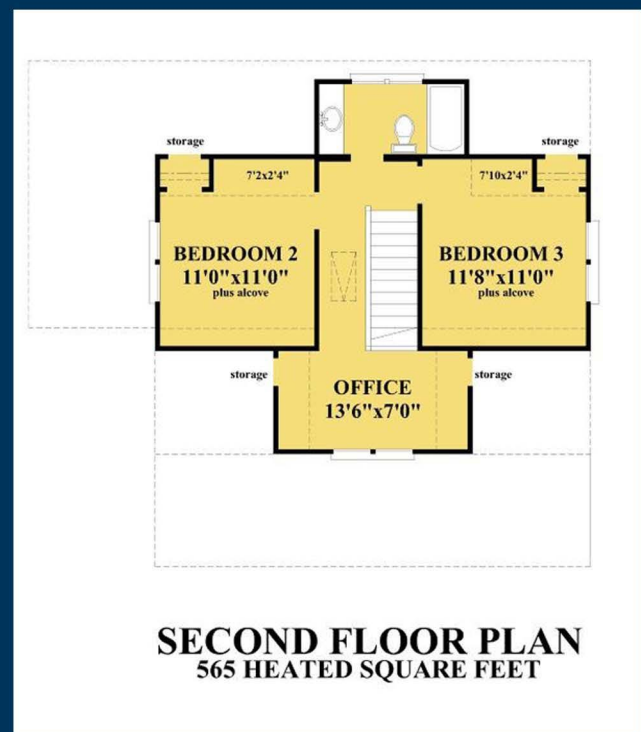 storage
storage
7'2x2'4"
7'10x2'4"
BEDROOM 2
11'0"x11'0"
plus alcove
BEDROOM 3
11'8"x11'0"
plus alcove
storage
storage
OFFICE
13'6"x7'0"
SECOND FLOOR PLAN
565 HEATED SQUARE FEET